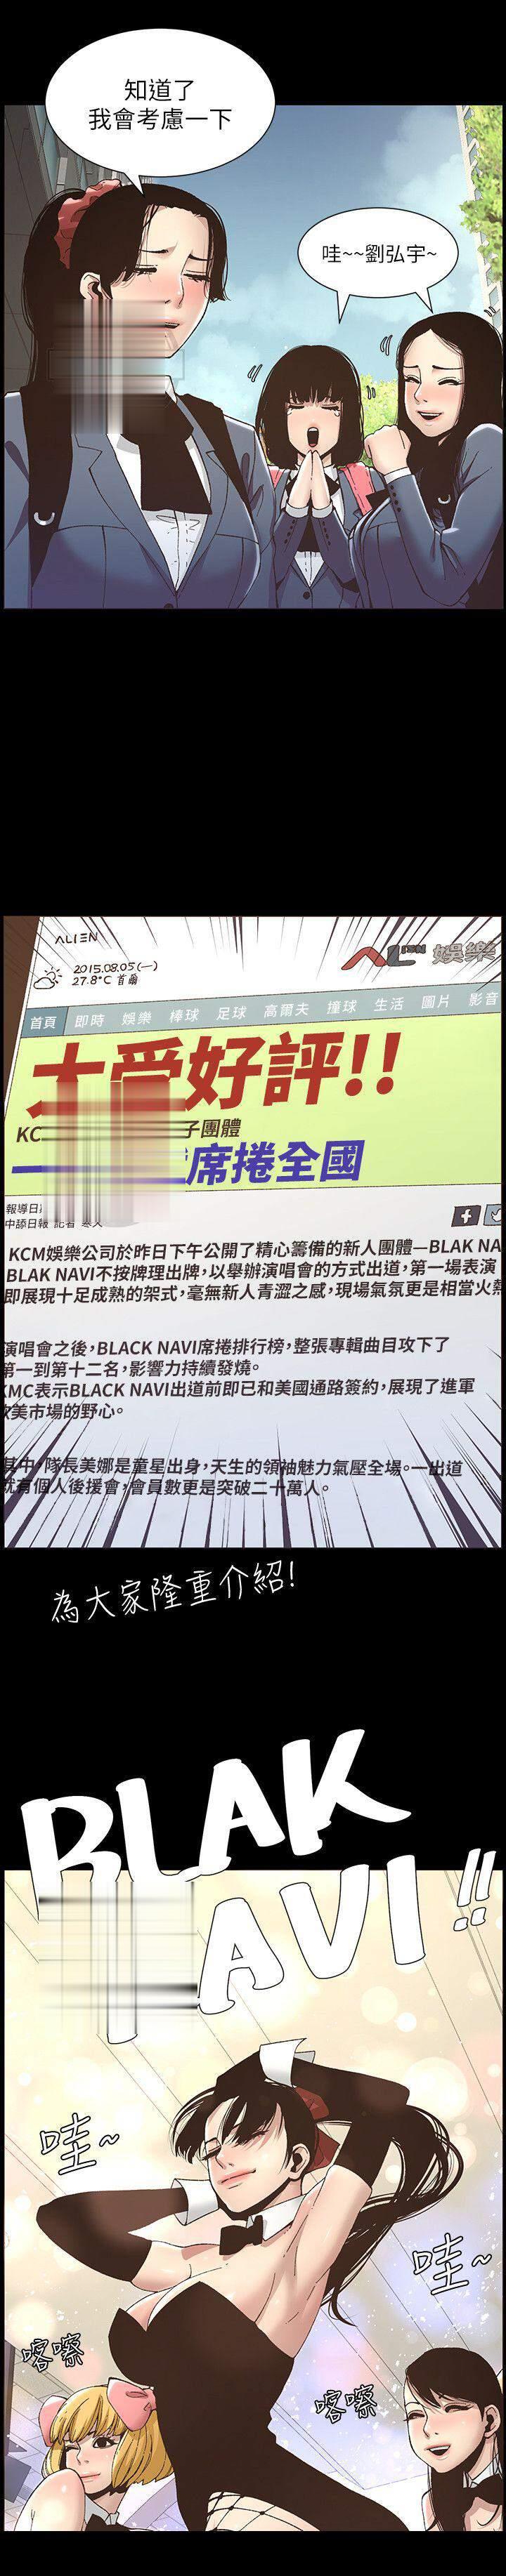 知道了
我會考慮一下
哇~~劉弘宇~
ALIEN
2015.08.05(一)
27.8°C 首爾
娛樂
首頁 即時 娛樂 棒球 足球 高爾夫 撞球 生活 圖片 影音
大受好評!!
KC
子團體
席捲全國
報導日
中舔日報 記者
KCM娛樂公司於昨日下午公開了精心籌備的新人團體—BLAK NA
BLAK NAVI不按牌理出牌，以舉辦演唱會的方式出道，第一場表演
即展現十足成熟的架式，毫無新人青澀之感，現場氣氛更是相當火熱
演唱會之後，BLACK NAVI席捲排行榜，整張專輯曲目攻下了
第一到第十二名，影響力持續發燒。
KMC表示BLACK NAVI出道前即已和美國通路簽約，展現了進軍
歐美市場的野心。
其中，隊長美娜是童星出身，天生的領袖魅力氣壓全場。一出道
就有個人後援會，會員數更是突破二十萬人。
為大家隆重介紹!
BLAK
AVI!!
哇~
哇~
喀嚓
喀嚓